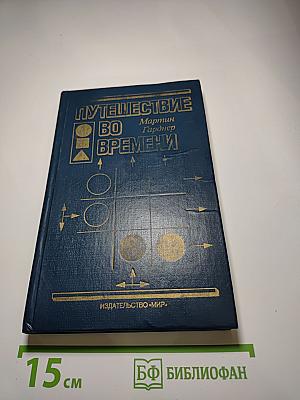 ПУТЕШЕСТВИЕ
Мартин
Гарднер
ВО
ВРЕМЕНИ
ИЗДАТЕЛЬСТВО «МИР»
15 см
БФ БИБЛИОФАН